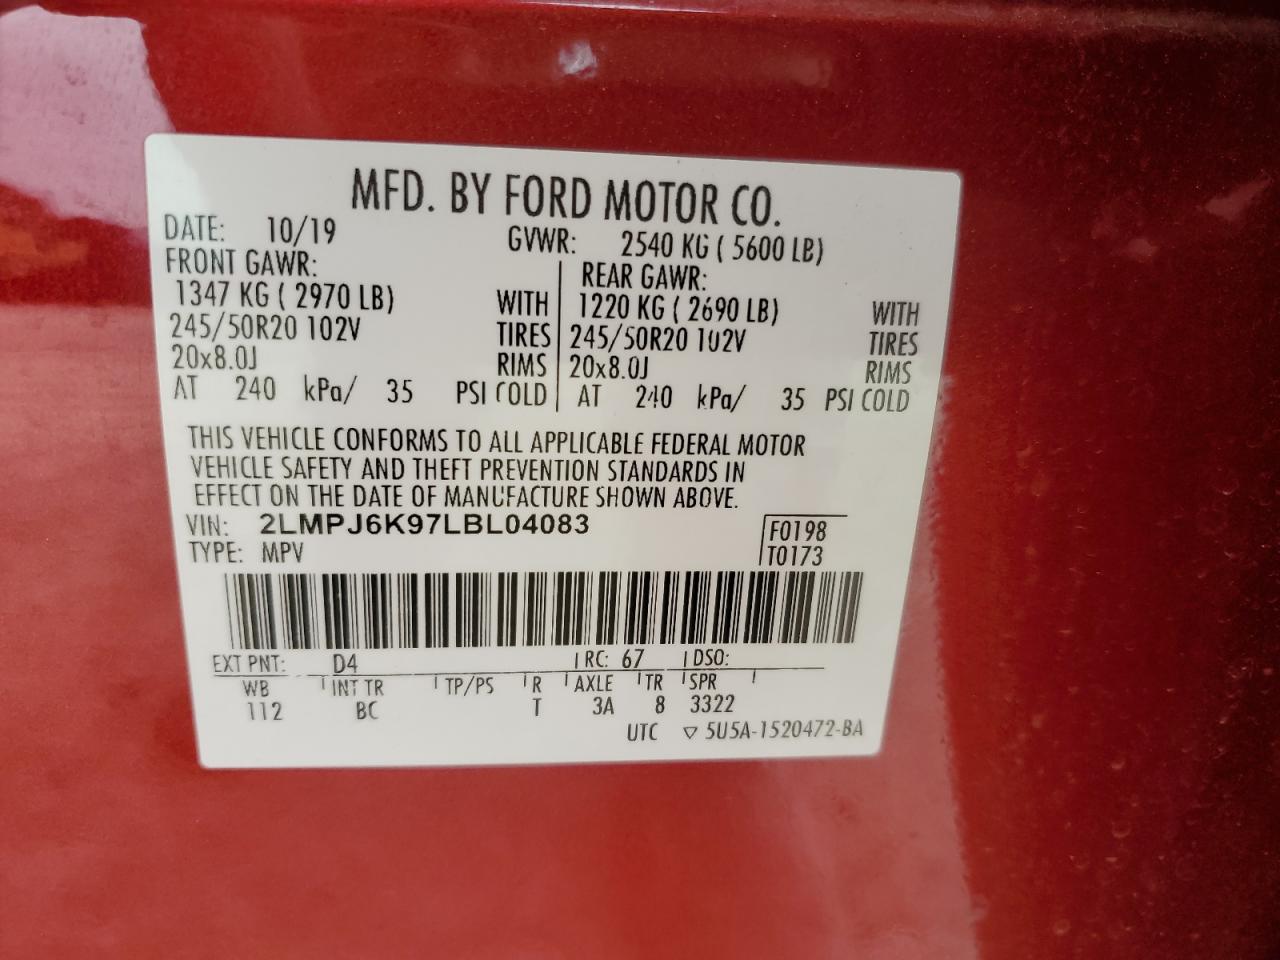 MFD. BY FORD MOTOR CO.
DATE: 10/19 GVWR: 2540 KG ( 5600 LB)
FRONT GAWR: REAR GAWR:
1347 KG ( 2970 LB) WITH 1220 KG ( 2690 LB) WITH
245/50R20 102V TIRES 245/50R20 102V TIRES
20x8.0J RIMS 20x8.0J RIMS
AT 240 kPa/ 35 PSI COLD AT 240 kPa/ 35 PSI COLD
THIS VEHICLE CONFORMS TO ALL APPLICABLE FEDERAL MOTOR
VEHICLE SAFETY AND THEFT PREVENTION STANDARDS IN
EFFECT ON THE DATE OF MANUFACTURE SHOWN ABOVE.
VIN: 2LMPJ6K97LBL04083 F0198
TYPE: MPV T0173
EXT PNT: D4 RC: 67 DSO:
WB INT TR TP/PS R AXLE TR SPR
112 BC T 3A 8 3322
UTC ▽ 5U5A-1520472-BA